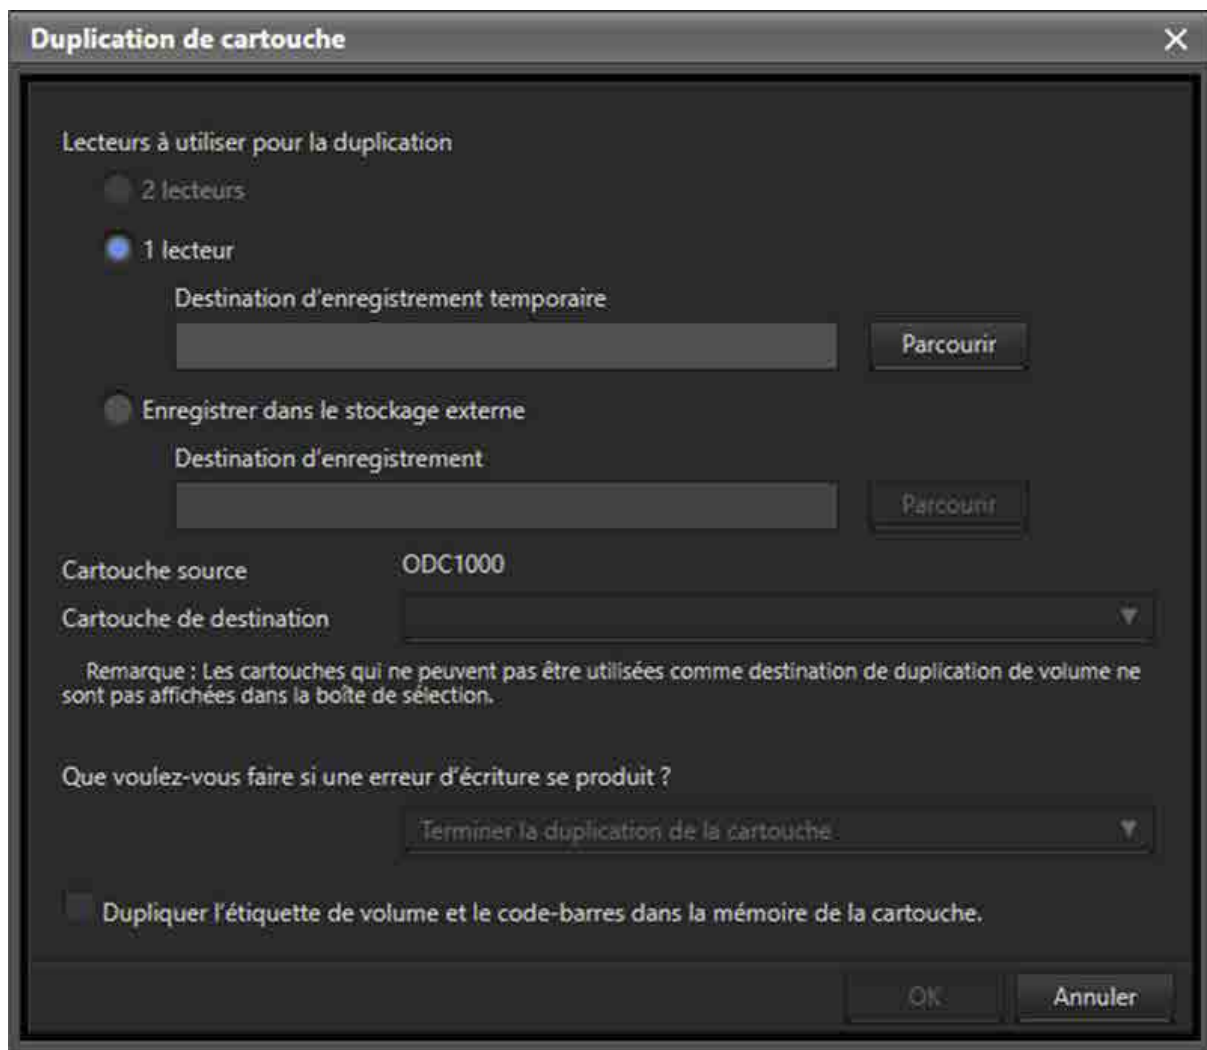 Duplication de cartouche
Lecteurs à utiliser pour la duplication
2 lecteurs
1 lecteur
Destination d'enregistrement temporaire
Parcourir
Enregistrer dans le stockage externe
Destination d'enregistrement
Parcourir
Cartouche source ODC1000
Cartouche de destination
Remarque : Les cartouches qui ne peuvent pas être utilisées comme destination de duplication de volume ne
sont pas affichées dans la boîte de sélection.
Que voulez-vous faire si une erreur d'écriture se produit ?
Terminer la duplication de la cartouche
Dupliquer l'étiquette de volume et le code-barres dans la mémoire de la cartouche.
OK Annuler